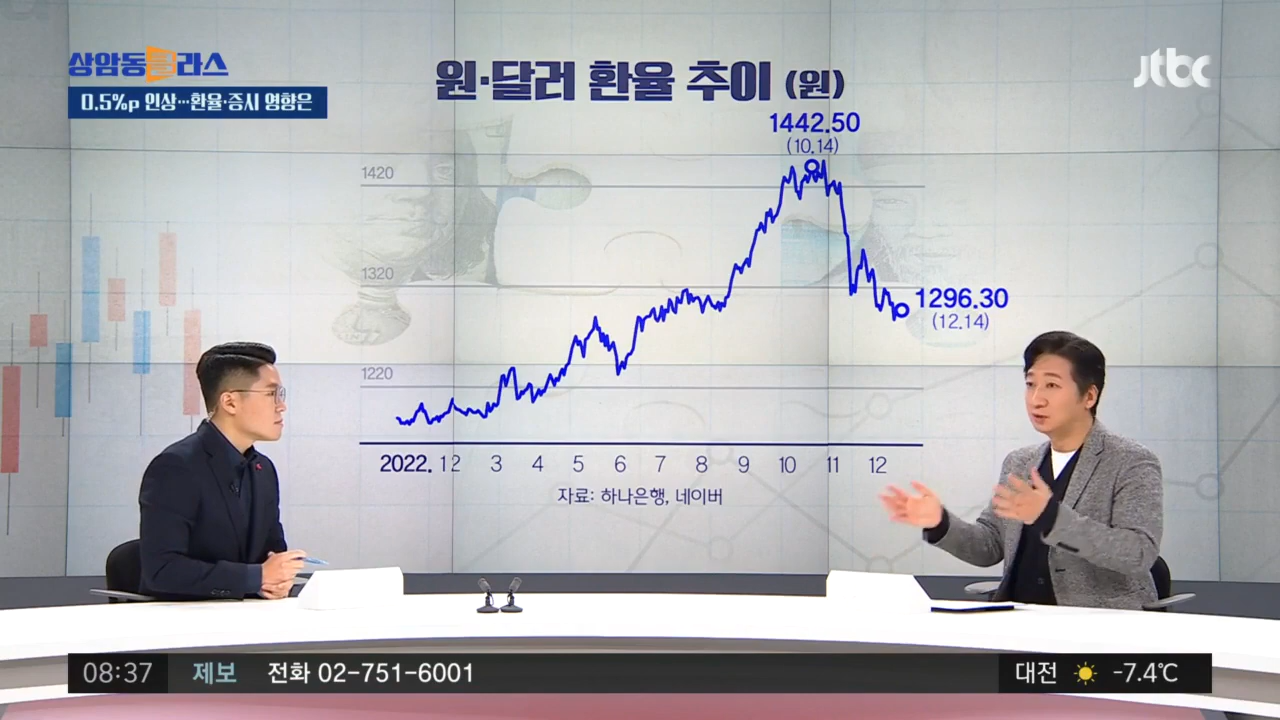 상암동클라스
0.5%p 인상…환율·증시 영향은
jtbc
원·달러 환율 추이 (원)
1442.50
(10.14)
1420
1320
1296.30
(12.14)
1220
2022. 1 2 3 4 5 6 7 8 9 10 11 12
자료: 하나은행, 네이버
08:37 제보 전화 02-751-6001
대전 -7.4℃